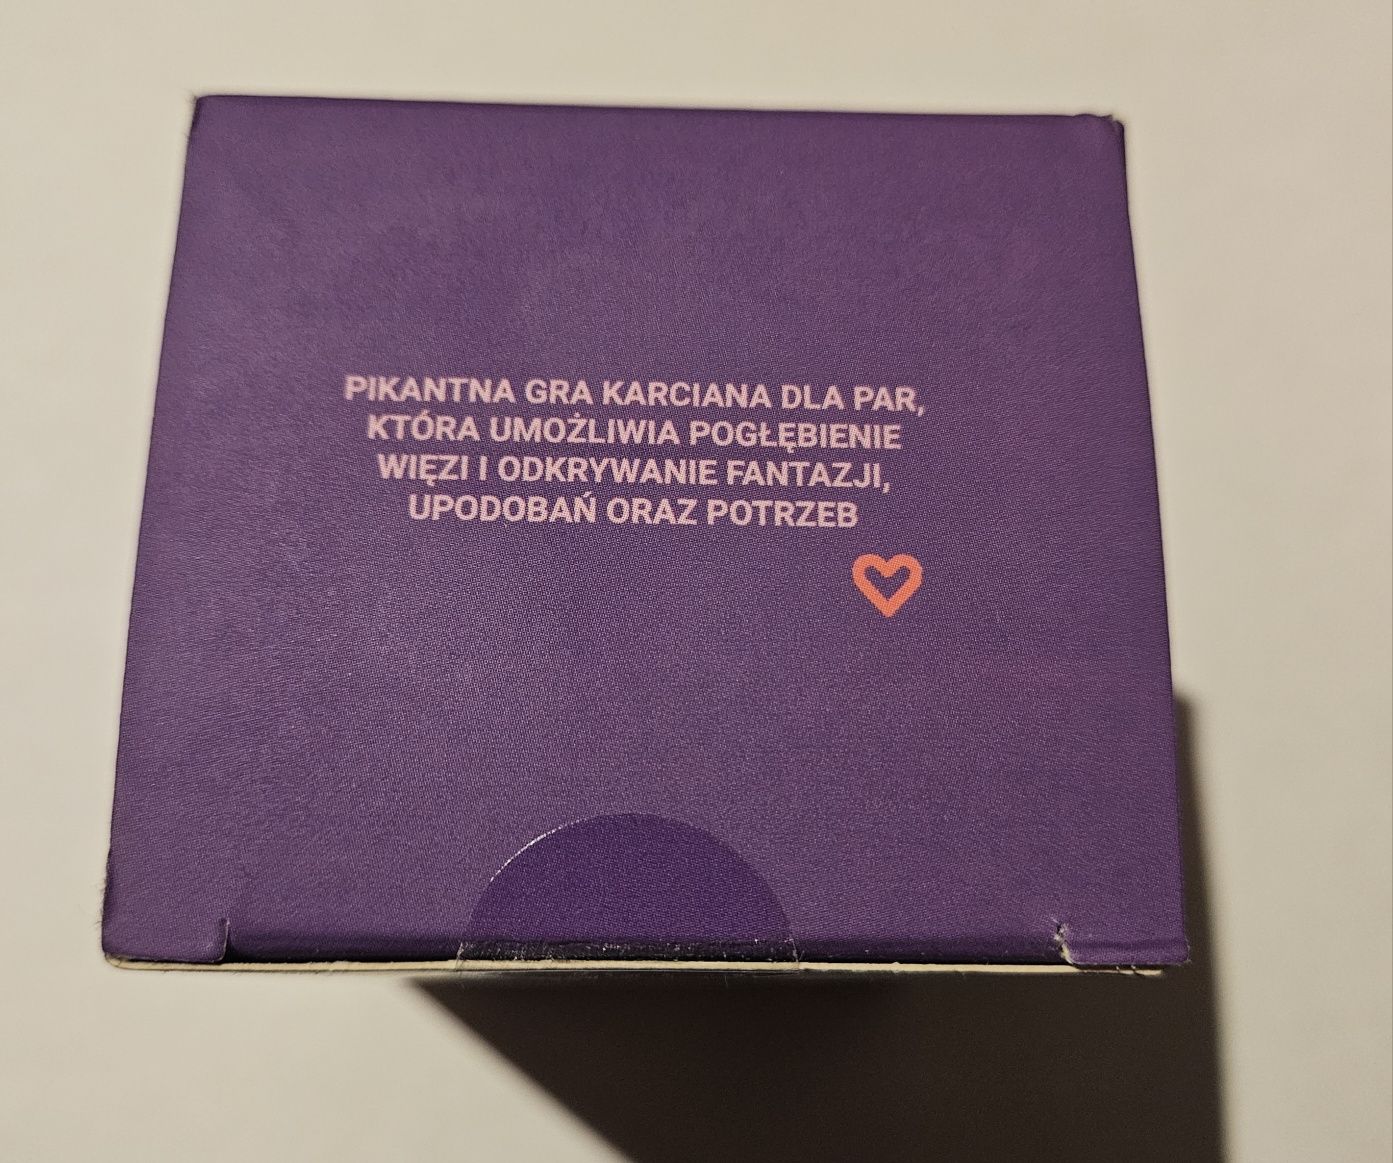 PIKANTNA GRA KARCIANA DLA PAR,
KTÓRA UMOŻLIWIA POGŁĘBIENIE
WIĘZI I ODKRYWANIE FANTAZJI,
UPODOBAŃ ORAZ POTRZEB